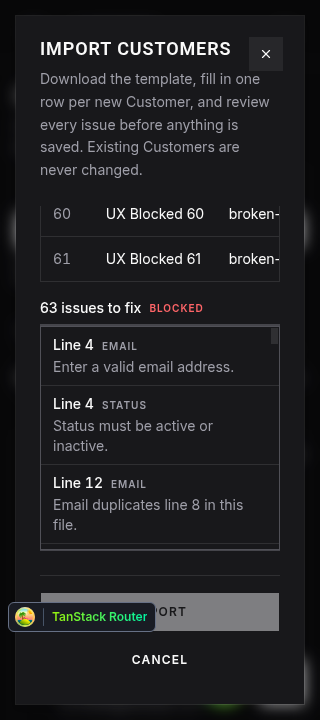 IMPORT CUSTOMERS
×
Download the template, fill in one
row per new Customer, and review
every issue before anything is
saved. Existing Customers are
never changed.
60 UX Blocked 60 broken-
61 UX Blocked 61 broken-
63 issues to fix BLOCKED
Line 4 EMAIL
Enter a valid email address.
Line 4 STATUS
Status must be active or
inactive.
Line 12 EMAIL
Email duplicates line 8 in this
file.
PORT
TanStack Router
CANCEL